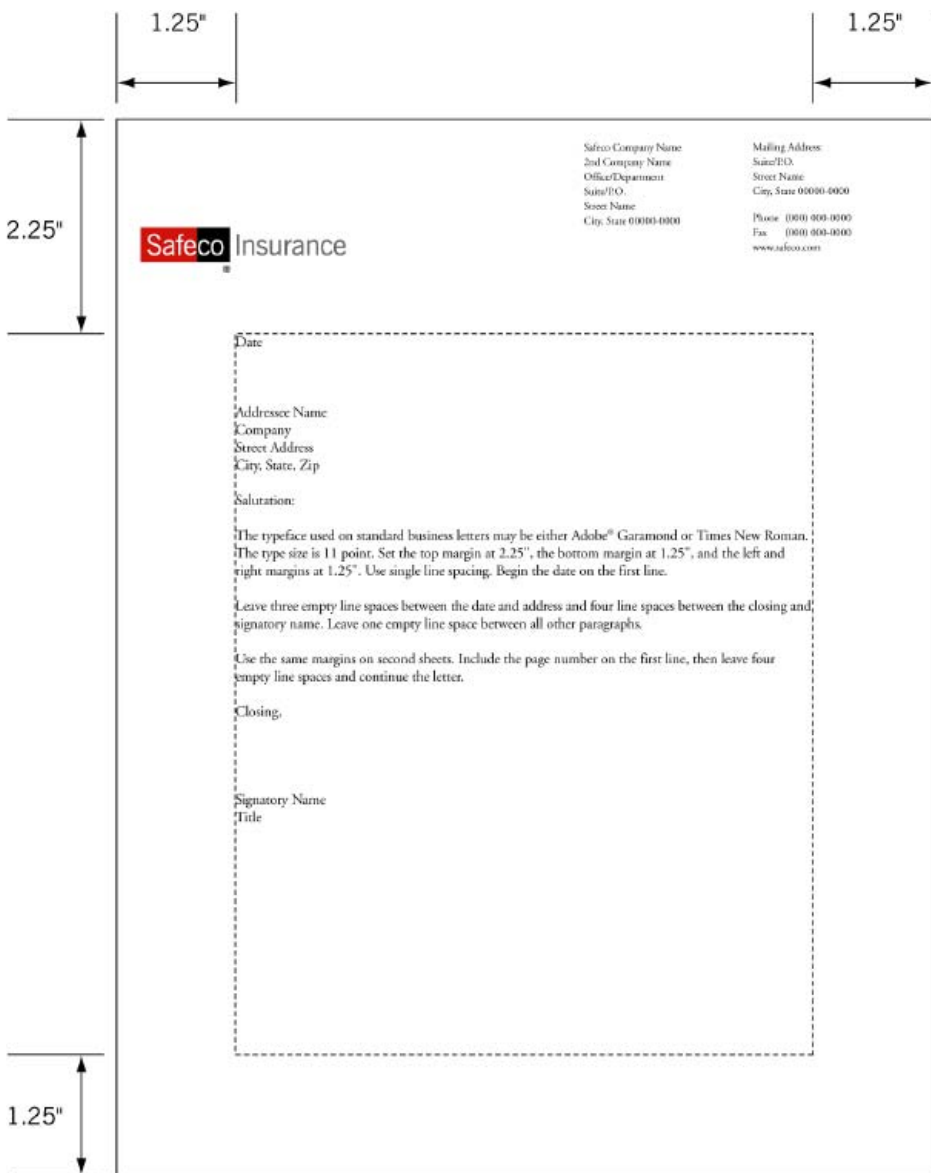 1.25"
1.25"
2.25"
Safeco Company Name
2nd Company Name
Office/Department
Suite/P.O.
Street Name
City, State 00000-0000
Mailing Address
Suite/P.O.
Street Name
City, State 00000-0000
Phone (000) 000-0000
Fax (000) 000-0000
www.safeco.com
Safeco Insurance
®
Date
Addressee Name
Company
Street Address
City, State, Zip
Salutation:
The typeface used on standard business letters may be either Adobe® Garamond or Times New Roman.
The type size is 11 point. Set the top margin at 2.25", the bottom margin at 1.25", and the left and
right margins at 1.25". Use single line spacing. Begin the date on the first line.
Leave three empty line spaces between the date and address and four line spaces between the closing and
signatory name. Leave one empty line space between all other paragraphs.
Use the same margins on second sheets. Include the page number on the first line, then leave four
empty line spaces and continue the letter.
Closing,
Signatory Name
Title
1.25"